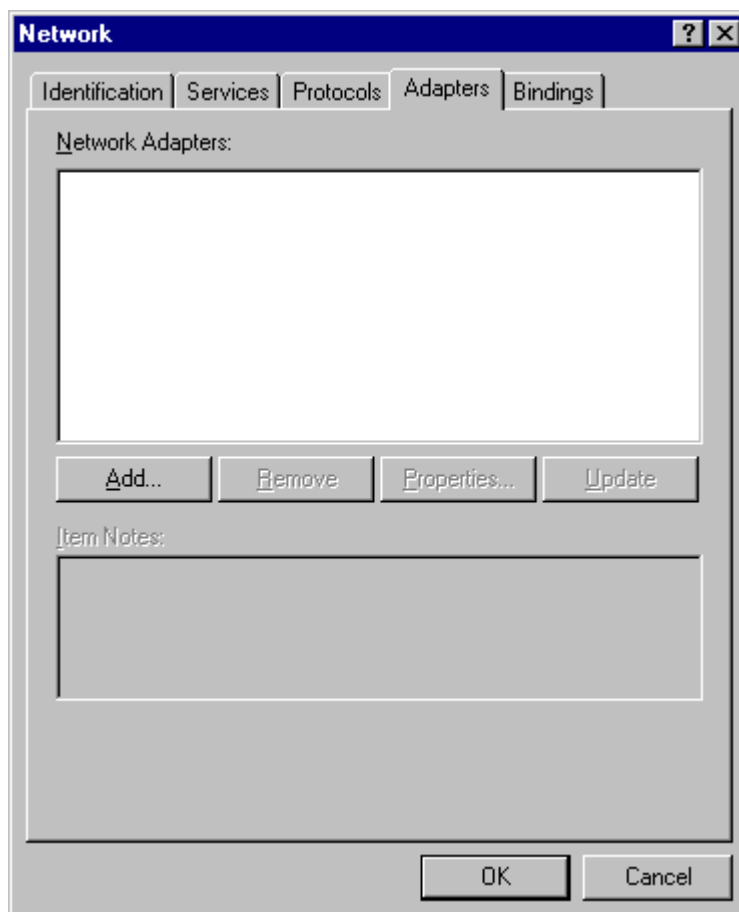 Network
Identification Services Protocols Adapters Bindings
Network Adapters:
Add... Remove Properties... Update
Item Notes:
OK Cancel